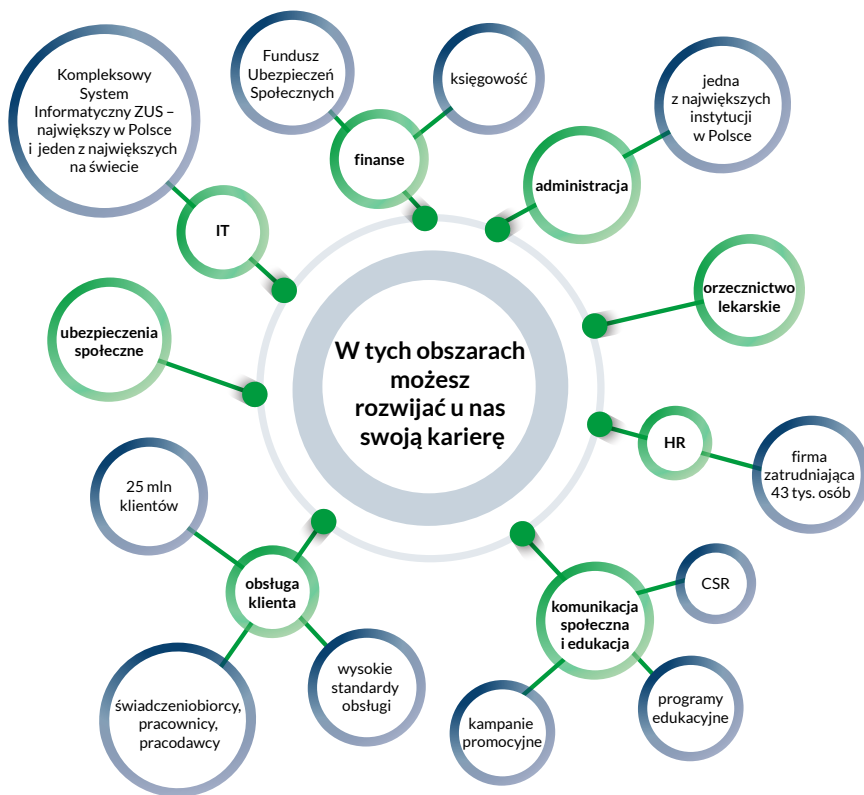 Kompleksowy
System
Informatyczny ZUS –
największy w Polsce
i jeden z największych
na świecie
Fundusz
Ubezpieczeń
Społecznych
księgowość
jedna
z największych
instytucji
w Polsce
finanse
administracja
IT
orzecznictwo
lekarskie
ubezpieczenia
społeczne
W tych obszarach
możesz
rozwijać u nas
swoją karierę
HR
firma
zatrudniająca
43 tys. osób
25 mln
klientów
obsługa
klienta
komunikacja
społeczna
i edukacja
CSR
świadczeniobiorcy,
pracownicy,
pracodawcy
wysokie
standardy
obsługi
kampanie
promocyjne
programy
edukacyjne